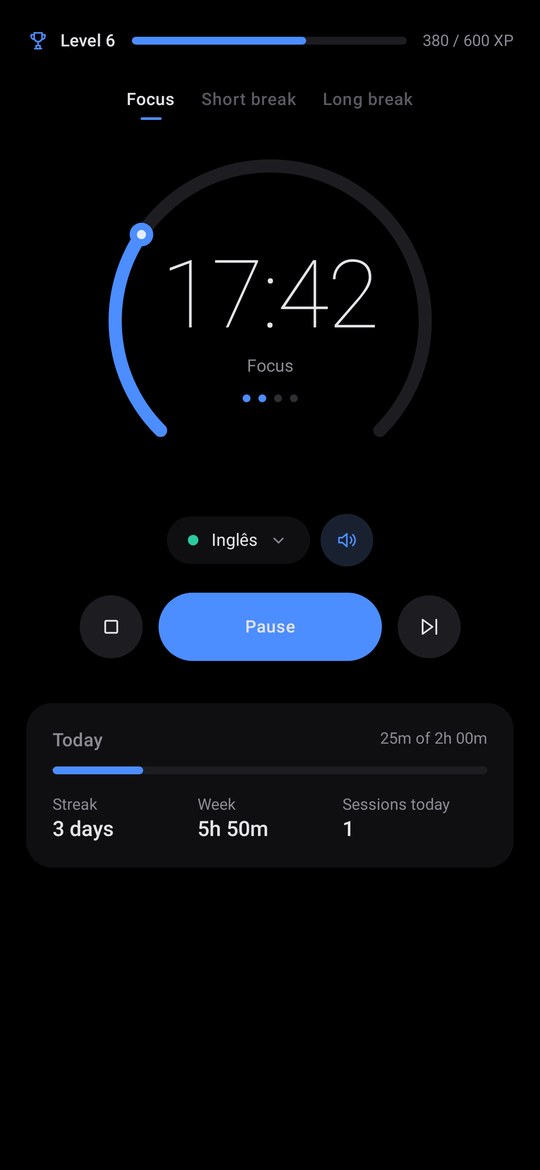 Level 6
380 / 600 XP
Focus Short break Long break
17:42
Focus
Inglês
Pause
Today
25m of 2h 00m
Streak Week Sessions today
3 days 5h 50m 1